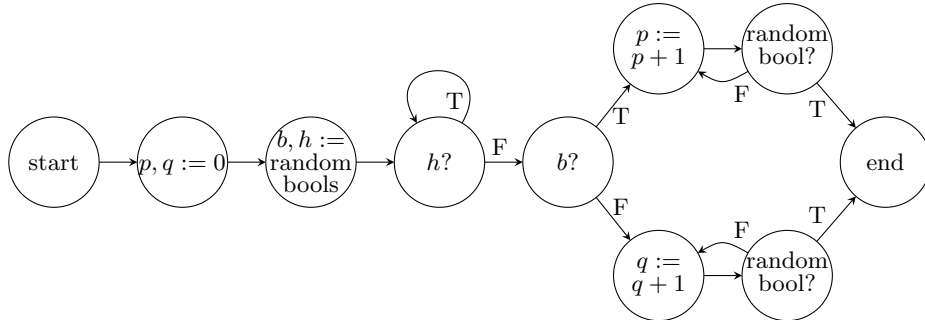 start
p, q := 0
b, h :=
random
bools
T
h?
F
b?
T
F
p :=
p + 1
random
bool?
F
T
q :=
q + 1
random
bool?
F
T
end